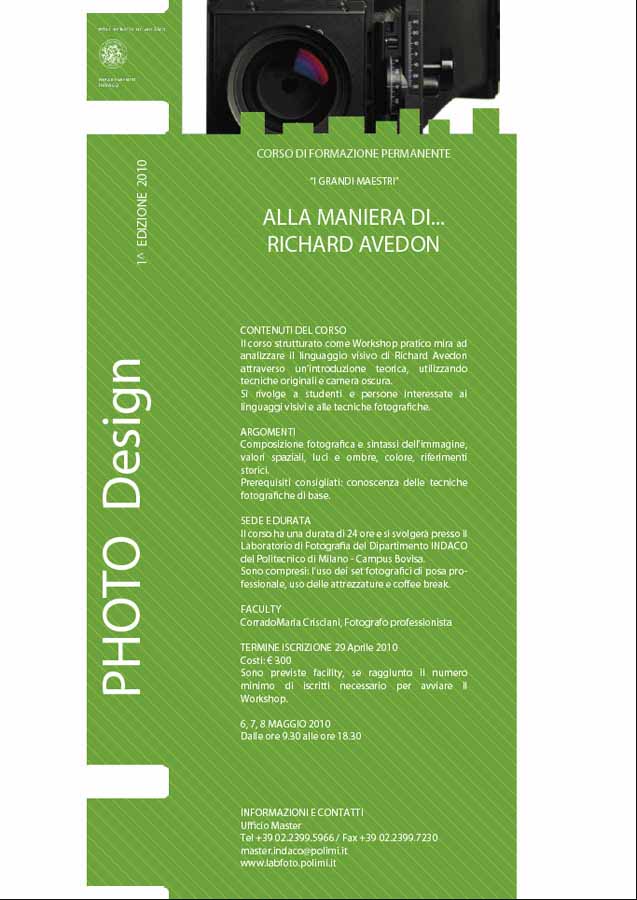 POLITECNICO DI MILANO
DIPARTIMENTO
INDACO
1^ EDIZIONE 2010
PHOTO Design
CORSO DI FORMAZIONE PERMANENTE
"I GRANDI MAESTRI"
ALLA MANIERA DI...
RICHARD AVEDON
CONTENUTI DEL CORSO
Il corso strutturato come Workshop pratico mira ad
analizzare il linguaggio visivo di Richard Avedon
attraverso un'introduzione teorica, utilizzando
tecniche originali e camera oscura.
Si rivolge a studenti e persone interessate ai
linguaggi visivi e alle tecniche fotografiche.
ARGOMENTI
Composizione fotografica e sintassi dell'immagine,
valori spaziali, luci e ombre, colore, riferimenti
storici.
Prerequisiti consigliati: conoscenza delle tecniche
fotografiche di base.
SEDE E DURATA
Il corso ha una durata di 24 ore e si svolgerà presso il
Laboratorio di Fotografia del Dipartimento INDACO
del Politecnico di Milano - Campus Bovisa.
Sono compresi: l'uso dei set fotografici di posa pro-
fessionale, uso delle attrezzature e coffee break.
FACULTY
CorradoMaria Crisciani, Fotografo professionista
TERMINE ISCRIZIONE 29 Aprile 2010
Costi: € 300
Sono previste facility, se raggiunto il numero
minimo di iscritti necessario per avviare il
Workshop.
6, 7, 8 MAGGIO 2010
Dalle ore 9.30 alle ore 18.30
INFORMAZIONI E CONTATTI
Ufficio Master
Tel +39 02.2399.5966 / Fax +39 02.2399.7230
master.indaco@polimi.it
www.labfoto.polimi.it